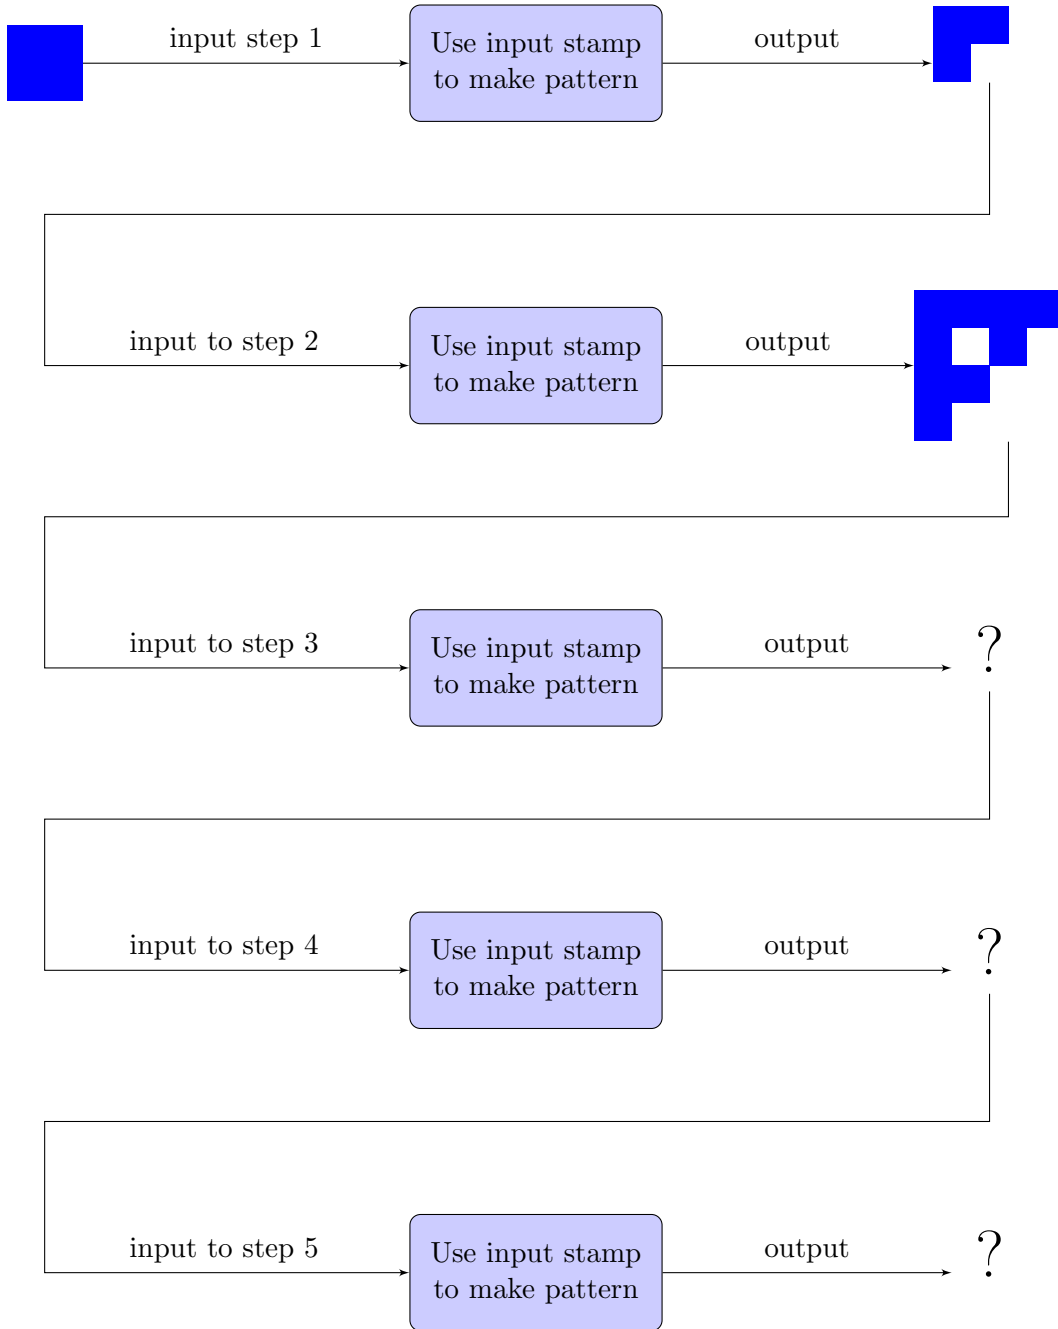 input step 1
Use input stamp
to make pattern
output
input to step 2
Use input stamp
to make pattern
output
input to step 3
Use input stamp
to make pattern
output
?
input to step 4
Use input stamp
to make pattern
output
?
input to step 5
Use input stamp
to make pattern
output
?